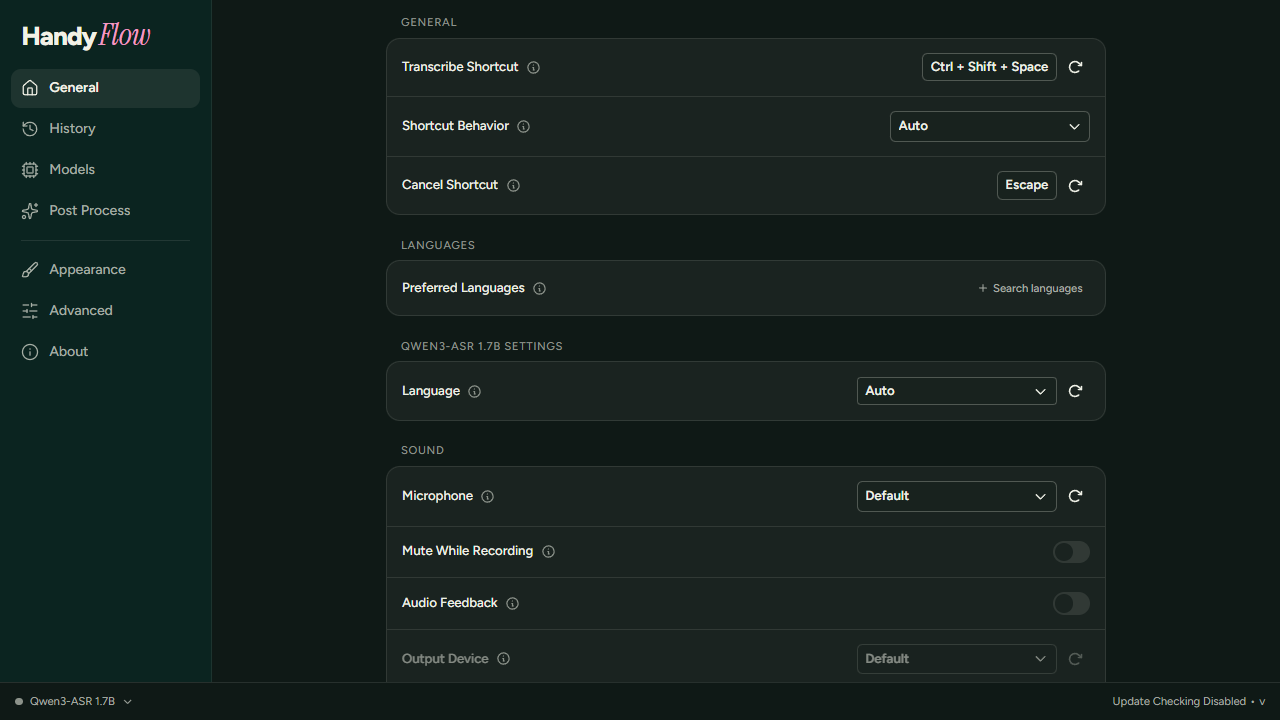 Handy Flow
General
History
Models
Post Process
Appearance
Advanced
About
GENERAL
Transcribe Shortcut Ctrl + Shift + Space
Shortcut Behavior Auto
Cancel Shortcut Escape
LANGUAGES
Preferred Languages + Search languages
QWEN3-ASR 1.7B SETTINGS
Language Auto
SOUND
Microphone Default
Mute While Recording
Audio Feedback
Output Device Default
Qwen3-ASR 1.7B Update Checking Disabled • v